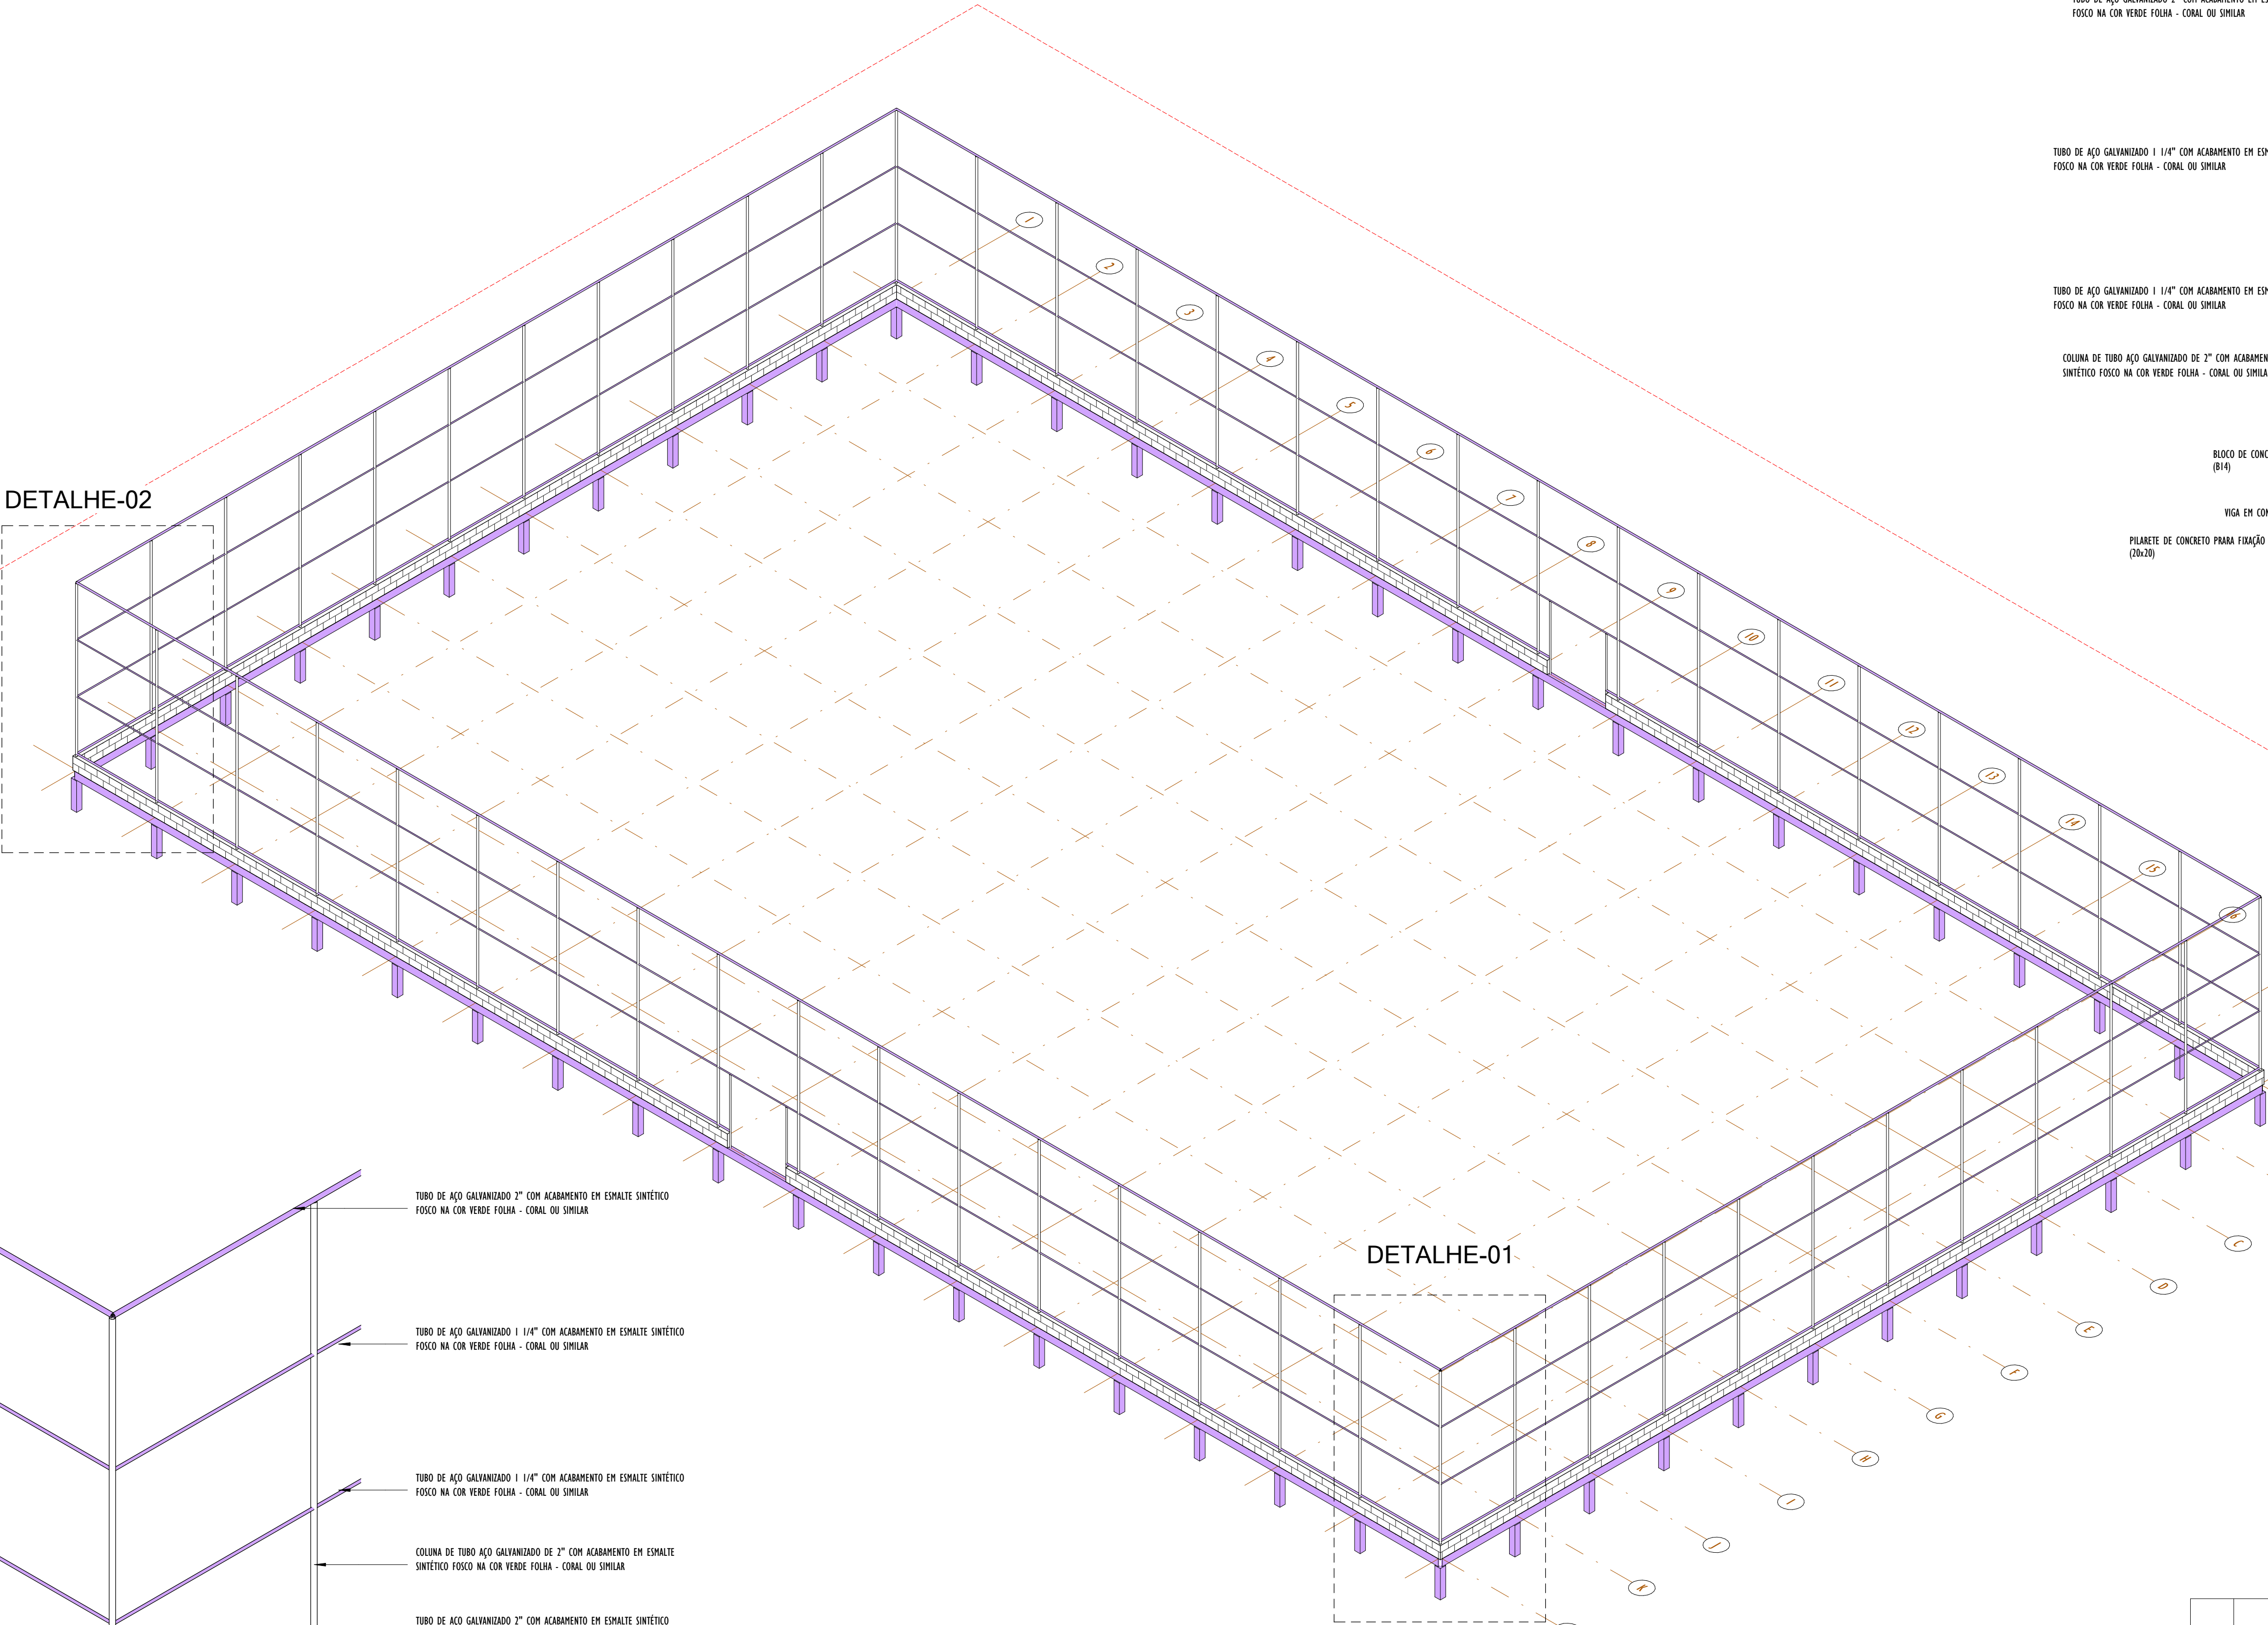 FOSCO NA COR VERDE FOLHA - CORAL OU SIMILAR
TUBO DE AÇO GALVANIZADO 1 1/4" COM ACABAMENTO EM ESM
FOSCO NA COR VERDE FOLHA - CORAL OU SIMILAR
TUBO DE AÇO GALVANIZADO 1 1/4" COM ACABAMENTO EM ESM
FOSCO NA COR VERDE FOLHA - CORAL OU SIMILAR
COLUNA DE TUBO AÇO GALVANIZADO DE 2" COM ACABAMEN
SINTÉTICO FOSCO NA COR VERDE FOLHA - CORAL OU SIMILA
BLOCO DE CONC
(B14)
VIGA EM CON
PILARETE DE CONCRETO PRARA FIXAÇÃO
(20x20)
1
2
3
4
5
6
7
8
9
10
11
12
13
14
15
16
DETALHE-02
DETALHE-01
C
D
E
F
G
H
I
J
K
TUBO DE AÇO GALVANIZADO 2" COM ACABAMENTO EM ESMALTE SINTÉTICO
FOSCO NA COR VERDE FOLHA - CORAL OU SIMILAR
TUBO DE AÇO GALVANIZADO 1 1/4" COM ACABAMENTO EM ESMALTE SINTÉTICO
FOSCO NA COR VERDE FOLHA - CORAL OU SIMILAR
TUBO DE AÇO GALVANIZADO 1 1/4" COM ACABAMENTO EM ESMALTE SINTÉTICO
FOSCO NA COR VERDE FOLHA - CORAL OU SIMILAR
COLUNA DE TUBO AÇO GALVANIZADO DE 2" COM ACABAMENTO EM ESMALTE
SINTÉTICO FOSCO NA COR VERDE FOLHA - CORAL OU SIMILAR
TUBO DE AÇO GALVANIZADO 2" COM ACABAMENTO EM ESMALTE SINTÉTICO